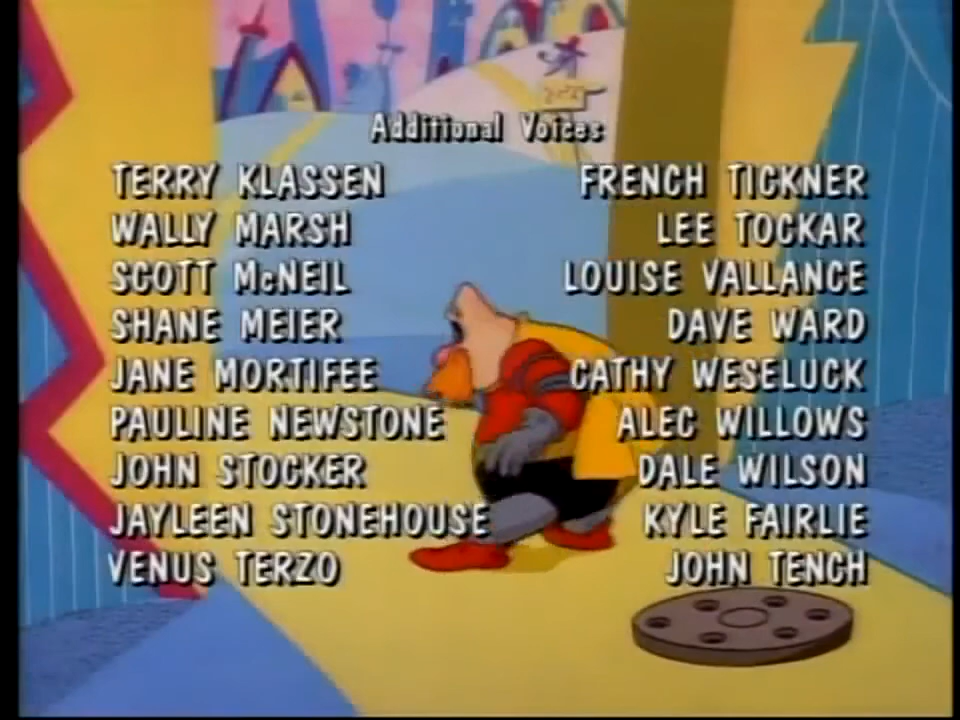 Additional Voices
TERRY KLASSEN
WALLY MARSH
SCOTT McNEIL
SHANE MEIER
JANE MORTIFEE
PAULINE NEWSTONE
JOHN STOCKER
JAYLEEN STONEHOUSE
VENUS TERZO
FRENCH TICKNER
LEE TOCKAR
LOUISE VALLANCE
DAVE WARD
CATHY WESELUCK
ALEC WILLOWS
DALE WILSON
KYLE FAIRLIE
JOHN TENCH